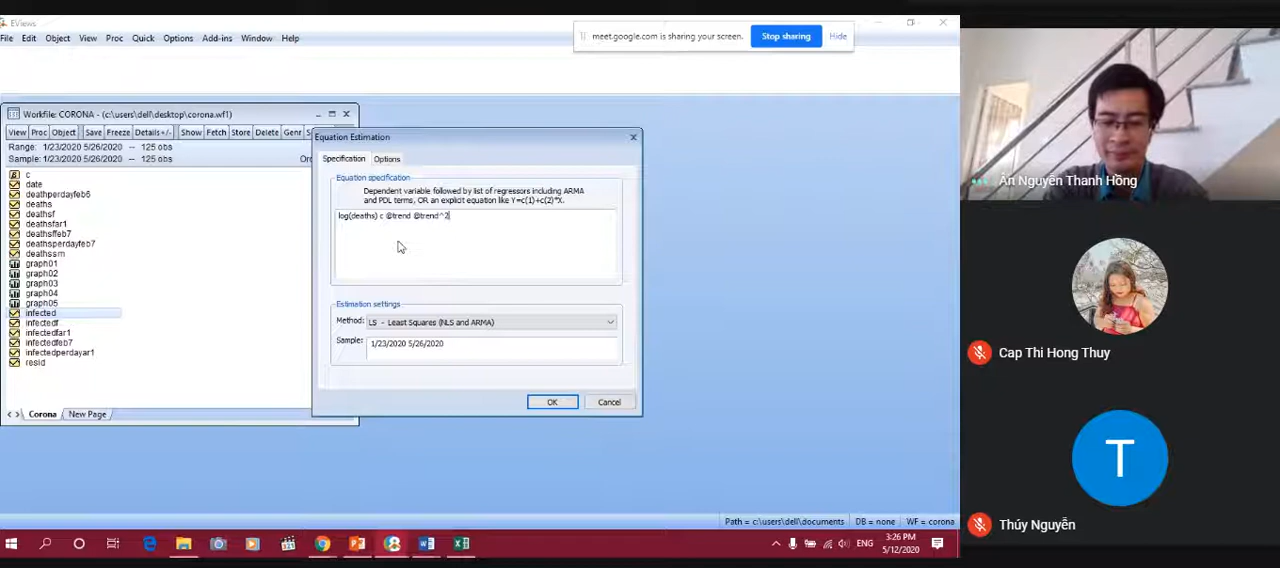 EViews
meet.google.com is sharing your screen.
Stop sharing
Hide
File Edit Object View Proc Quick Options Add-ins Window Help
Workfile: CORONA - (c:\users\dell\desktop\corona.wf1)
View Proc Object Save Freeze Details+/- Show Fetch Store Delete Genr S
Range: 1/23/2020 5/26/2020 -- 125 obs
Sample: 1/23/2020 5/26/2020 -- 125 obs
Or
c
date
deathperdayfeb6
deaths
deathsf
deathsfar1
deathsffeb7
deathsperdayfeb7
deathssm
graph01
graph02
graph03
graph04
graph05
infected
infectedf
infectedfar1
infectedfeb7
infectedperdayar1
resid
Corona New Page
Equation Estimation
Specification Options
Equation specification
Dependent variable followed by list of regressors including ARMA
and PDL terms, OR an explicit equation like Y=c(1)+c(2)*X.
log(deaths) c @trend @trend^2
Estimation settings
Method: LS - Least Squares (NLS and ARMA)
Sample: 1/23/2020 5/26/2020
OK Cancel
Path = c:\users\dell\documents DB = none WF = corona
ENG
3:26 PM
5/12/2020
Ân Nguyễn Thanh Hồng
Cap Thi Hong Thuy
T
Thúy Nguyễn